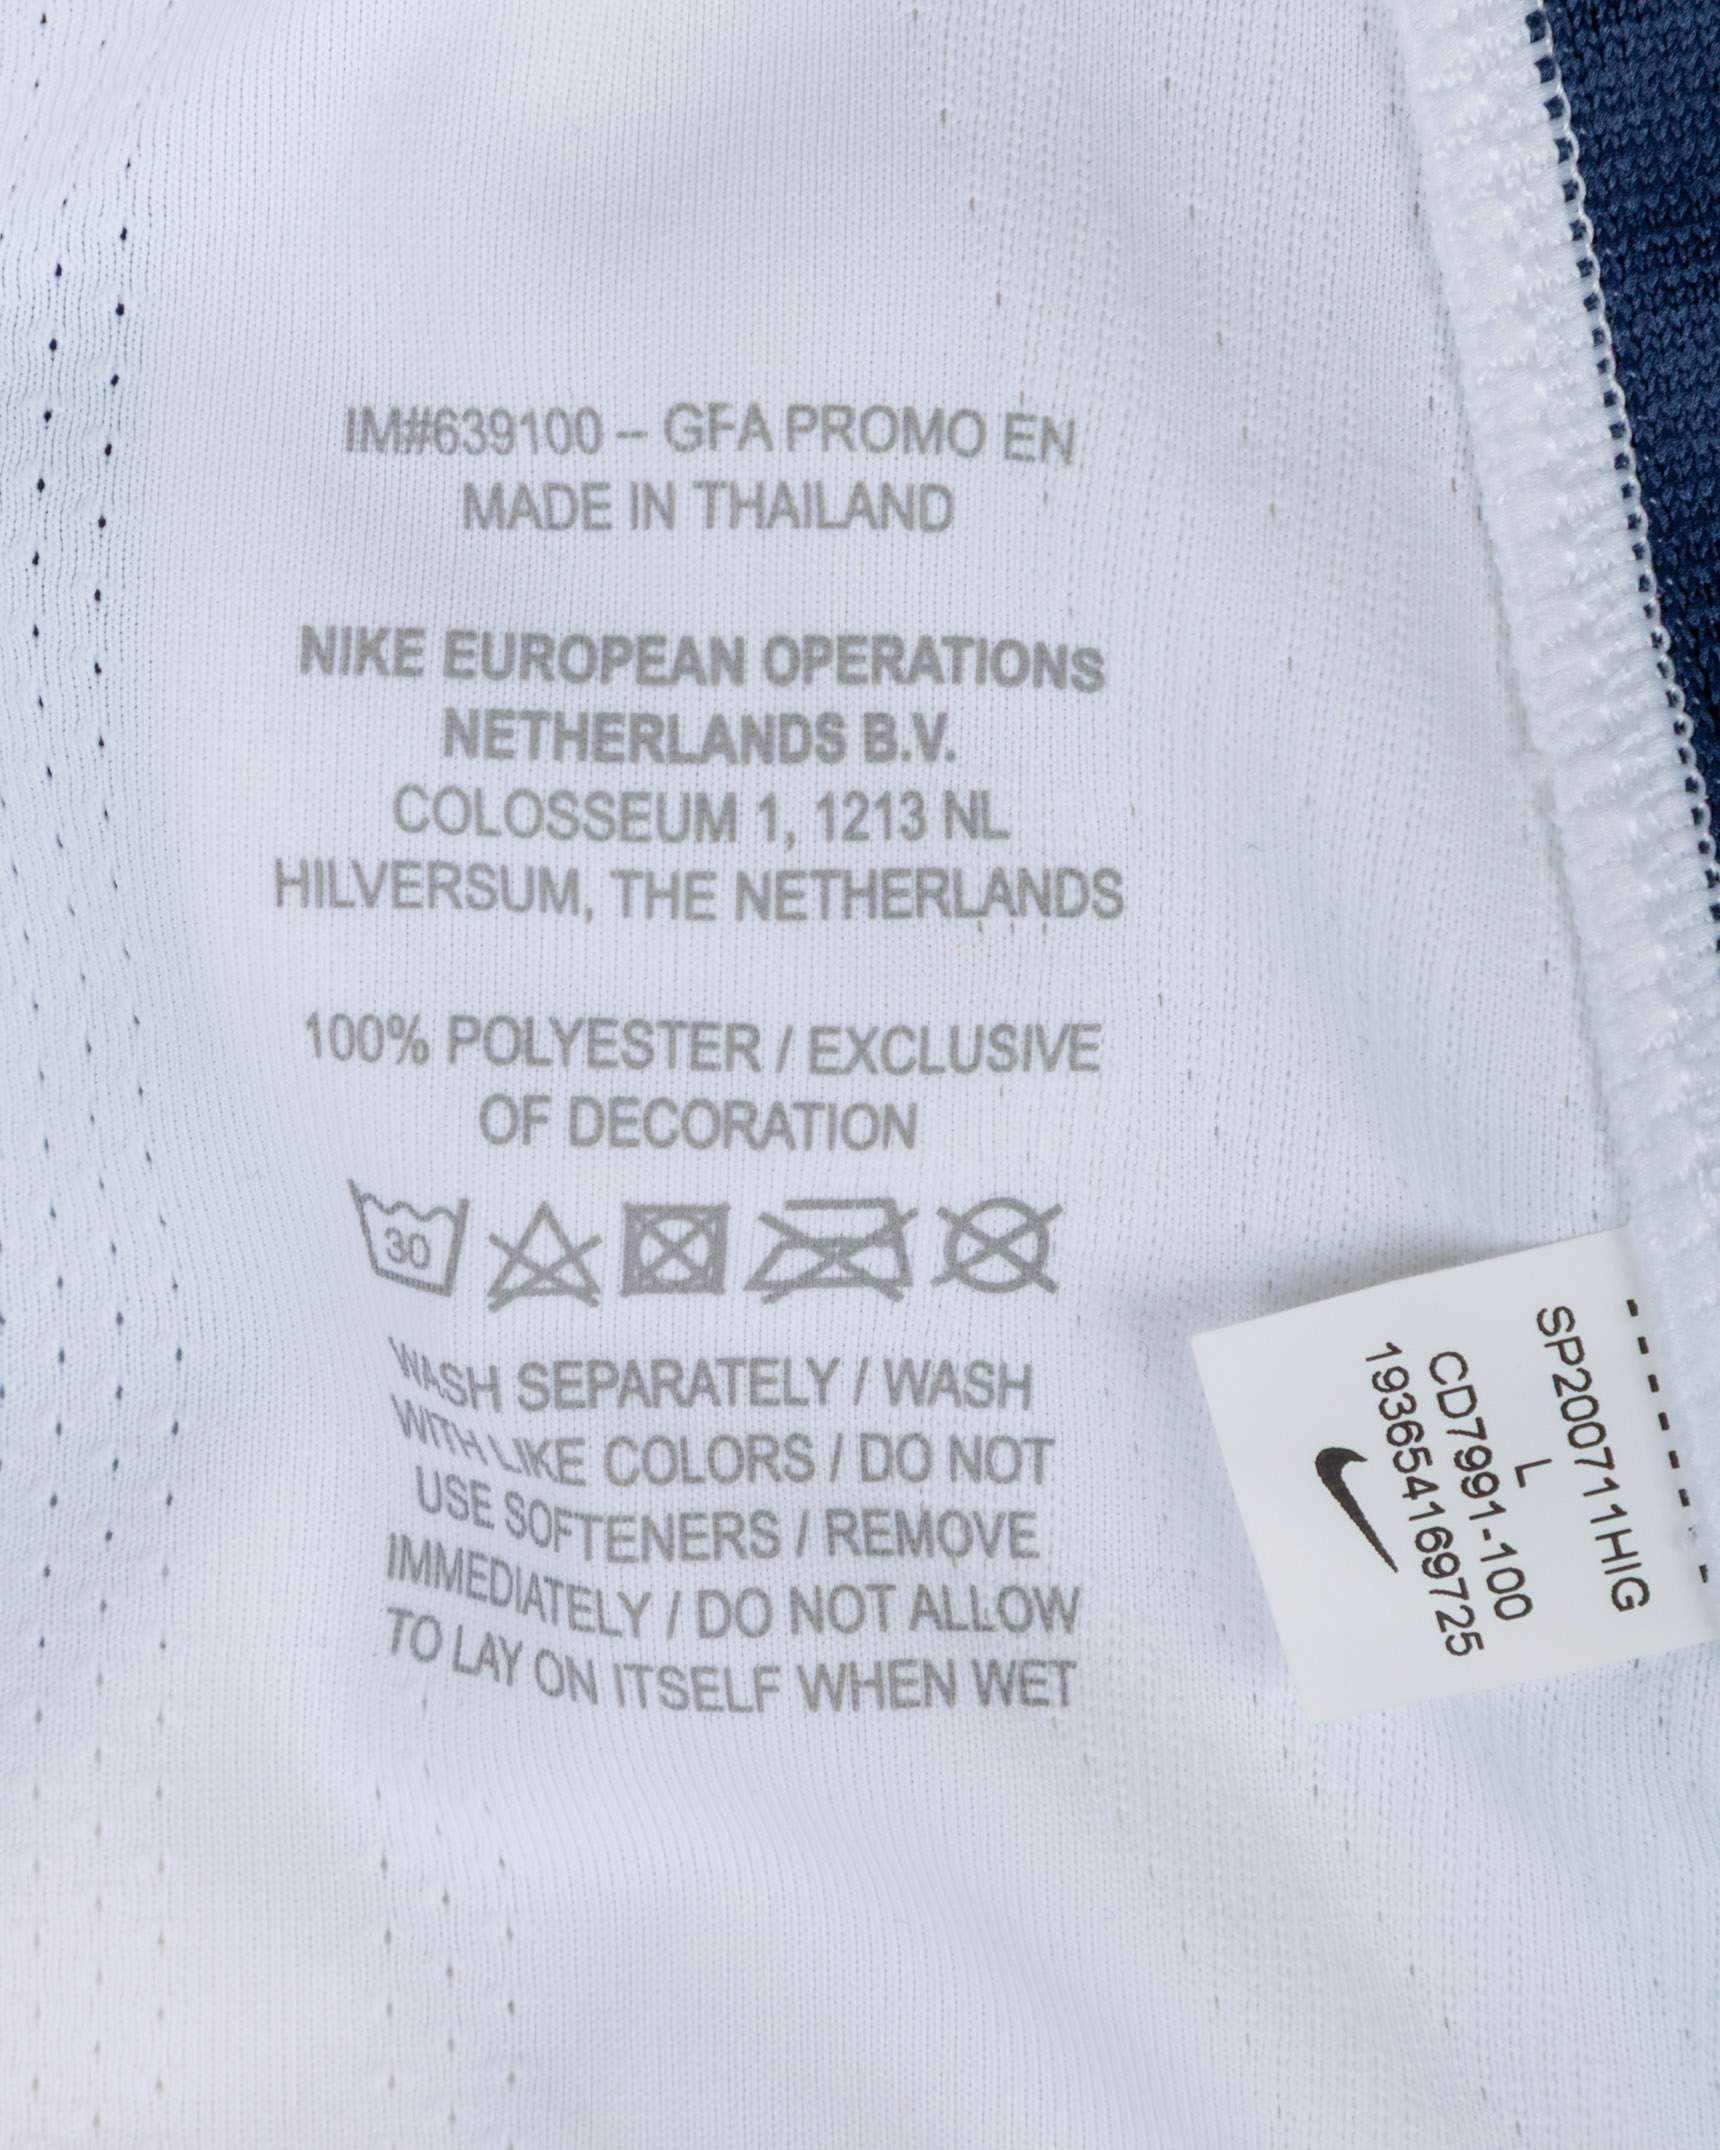 IM#639100 – GFA PROMO EN
MADE IN THAILAND
NIKE EUROPEAN OPERATIONS
NETHERLANDS B.V.
COLOSSEUM 1, 1213 NL
HILVERSUM, THE NETHERLANDS
100% POLYESTER / EXCLUSIVE
OF DECORATION
30
WASH SEPARATELY / WASH
WITH LIKE COLORS / DO NOT
USE SOFTENERS / REMOVE
IMMEDIATELY / DO NOT ALLOW
TO LAY ON ITSELF WHEN WET
SP200711HIG
L
CD7991-100
193654169725